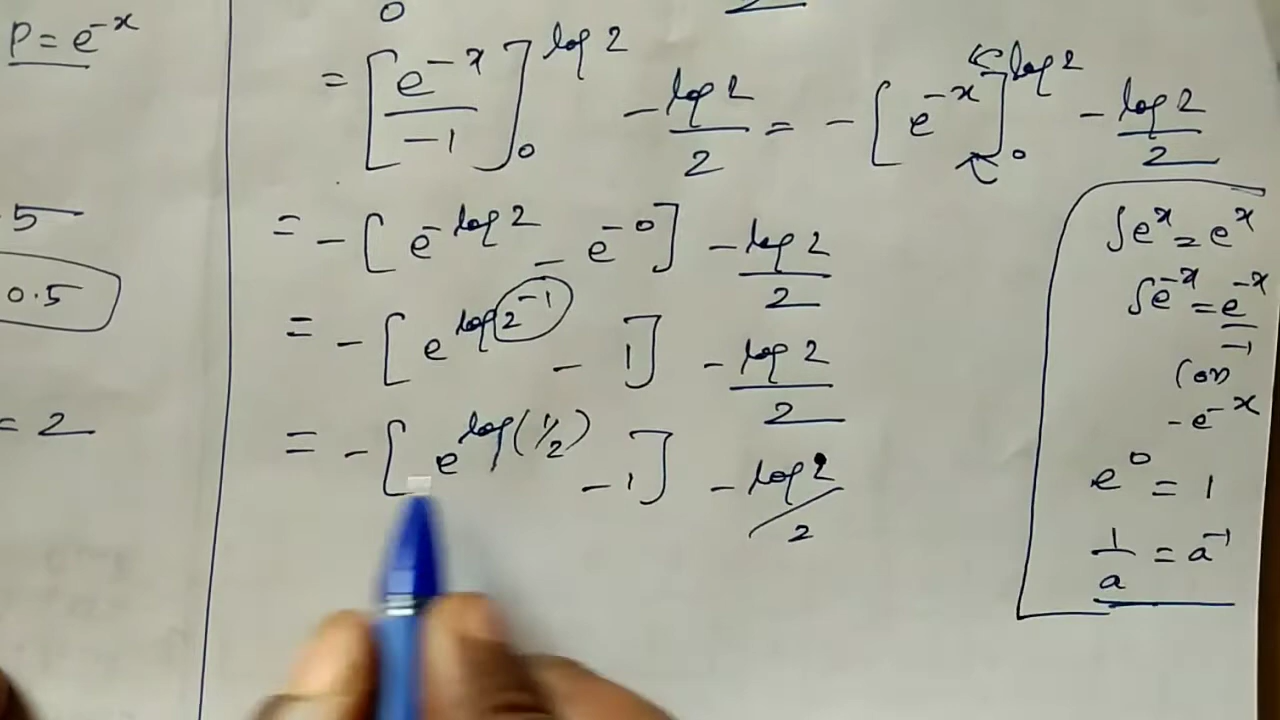 P = e^{-x}
5
0.5
= 2
0
= [e^{-x}/-1]_0^{log 2} - log 2/2 = -[e^{-x}]_0^{log 2} - log 2/2
= -[e^{-log 2} - e^{-0}] - log 2/2
= -[e^{log 2^{-1}} - 1] - log 2/2
= -[e^{log(1/2)} - 1] - log 2/2
∫e^x = e^x
∫e^{-x} = e^{-x}/-1
(or)
-e^{-x}
e^0 = 1
1/a = a^{-1}